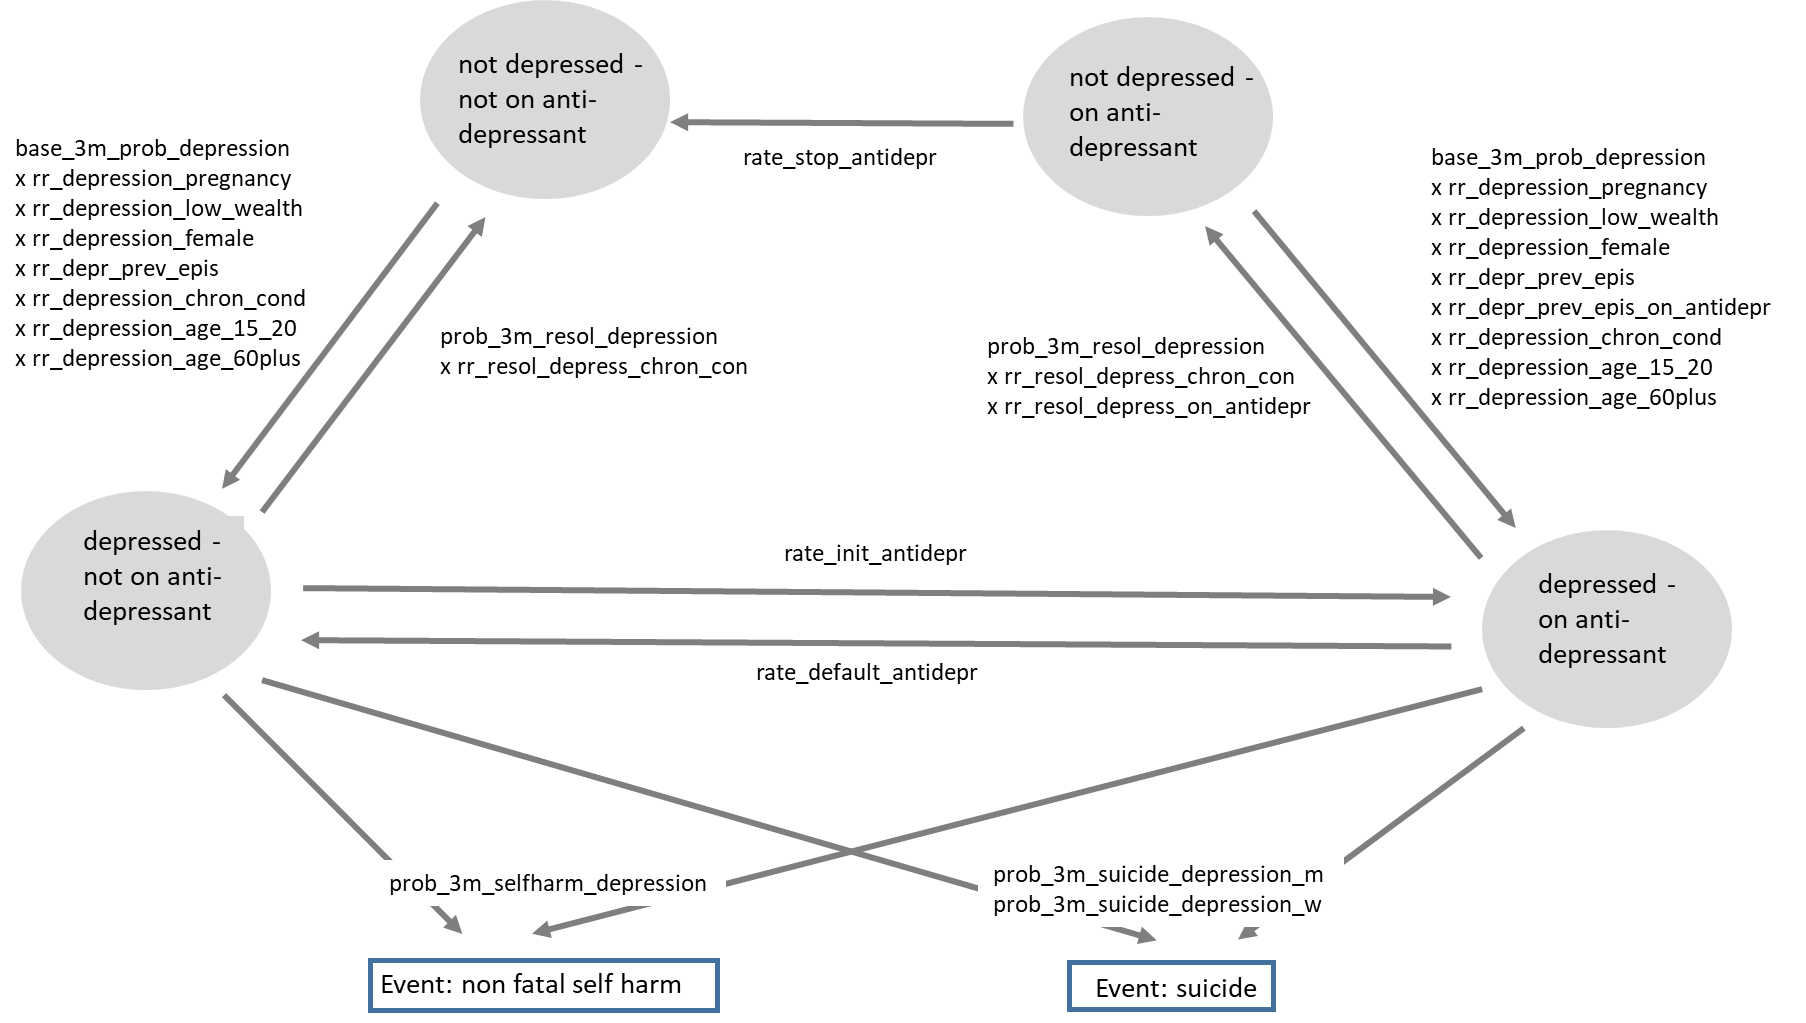 not depressed -
not on anti-
depressant
not depressed -
on anti-
depressant
rate_stop_antidepr
base_3m_prob_depression
x rr_depression_pregnancy
x rr_depression_low_wealth
x rr_depression_female
x rr_depr_prev_epis
x rr_depression_chron_cond
x rr_depression_age_15_20
x rr_depression_age_60plus
prob_3m_resol_depression
x rr_resol_depress_chron_con
prob_3m_resol_depression
x rr_resol_depress_chron_con
x rr_resol_depress_on_antidepr
base_3m_prob_depression
x rr_depression_pregnancy
x rr_depression_low_wealth
x rr_depression_female
x rr_depr_prev_epis
x rr_depr_prev_epis_on_antidepr
x rr_depression_chron_cond
x rr_depression_age_15_20
x rr_depression_age_60plus
depressed -
not on anti-
depressant
rate_init_antidepr
rate_default_antidepr
depressed -
on anti-
depressant
prob_3m_selfharm_depression
prob_3m_suicide_depression_m
prob_3m_suicide_depression_w
Event: non fatal self harm
Event: suicide